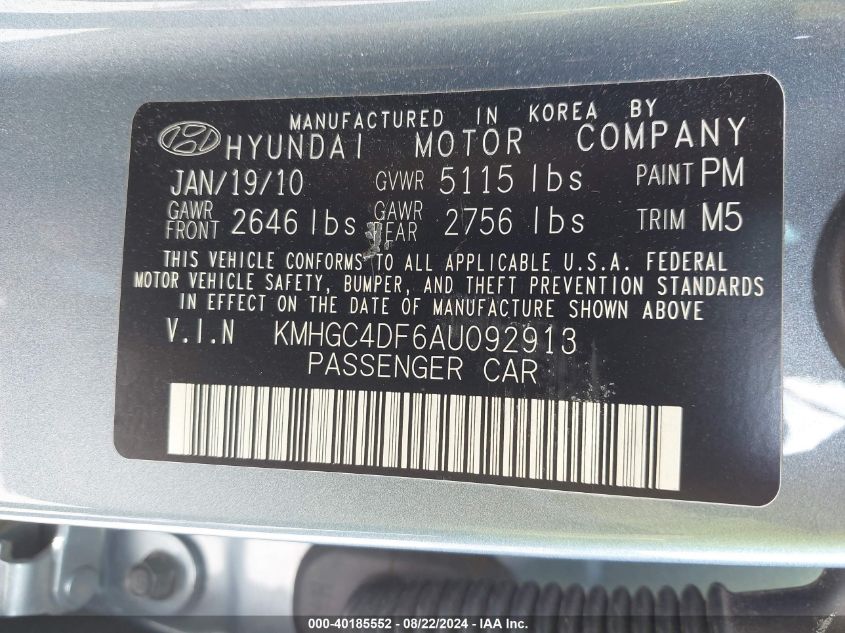 MANUFACTURED IN KOREA BY
HYUNDAI MOTOR COMPANY
JAN/19/10 GVWR 5115 lbs PAINT PM
GAWR FRONT 2646 lbs GAWR REAR 2756 lbs TRIM M5
THIS VEHICLE CONFORMS TO ALL APPLICABLE U.S.A. FEDERAL
MOTOR VEHICLE SAFETY, BUMPER, AND THEFT PREVENTION STANDARDS
IN EFFECT ON THE DATE OF MANUFACTURE SHOWN ABOVE
V.I.N KMHGC4DF6AU092913
PASSENGER CAR
000-40185552 - 08/22/2024 - IAA Inc.